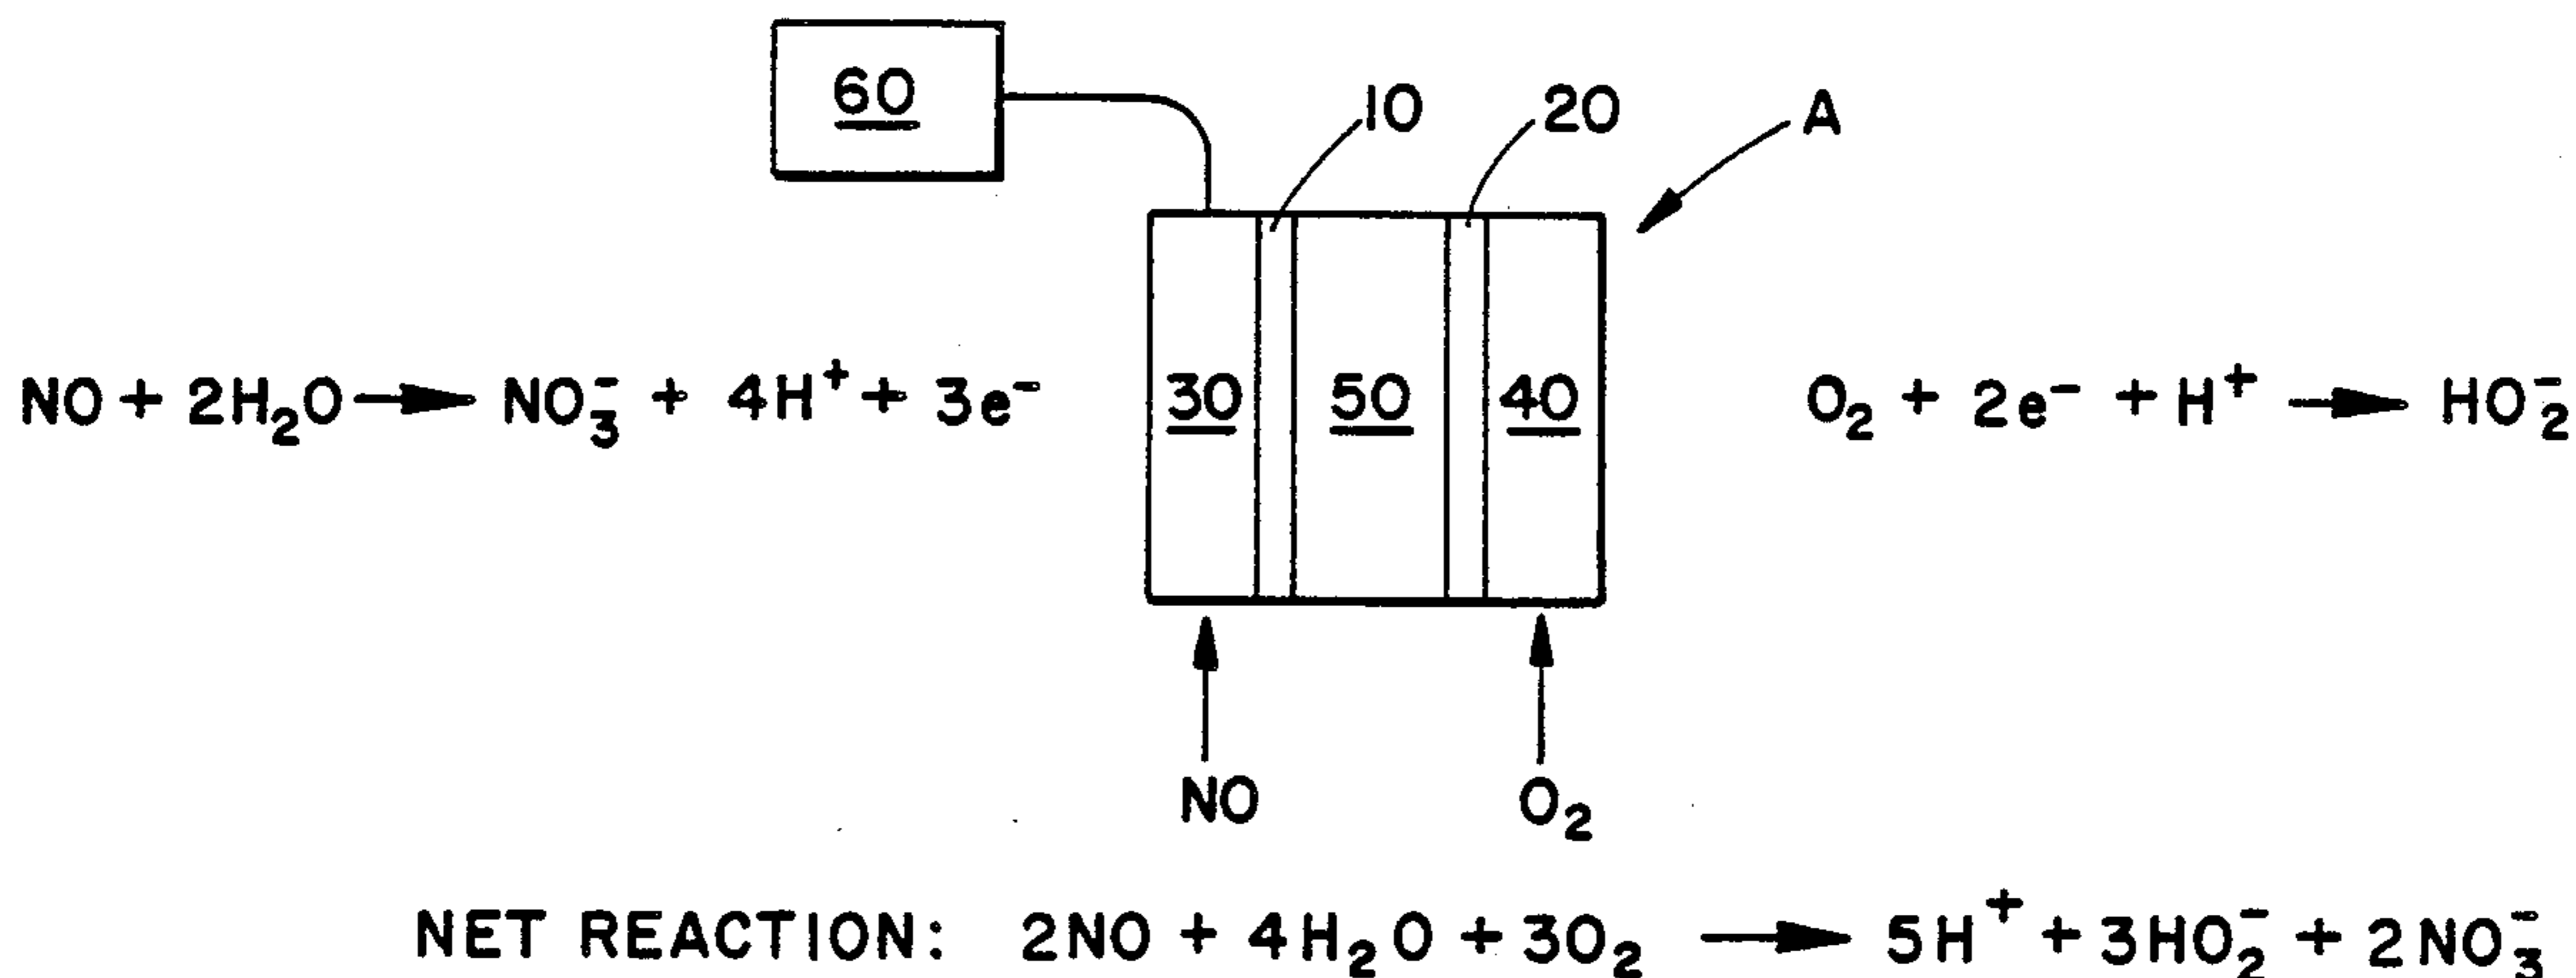 60
10
20
A
NO + 2H₂O → NO₃⁻ + 4H⁺ + 3e⁻
30
50
40
O₂ + 2e⁻ + H⁺ → HO₂⁻
NO
O₂
NET REACTION: 2NO + 4H₂O + 3O₂ → 5H⁺ + 3HO₂⁻ + 2NO₃⁻